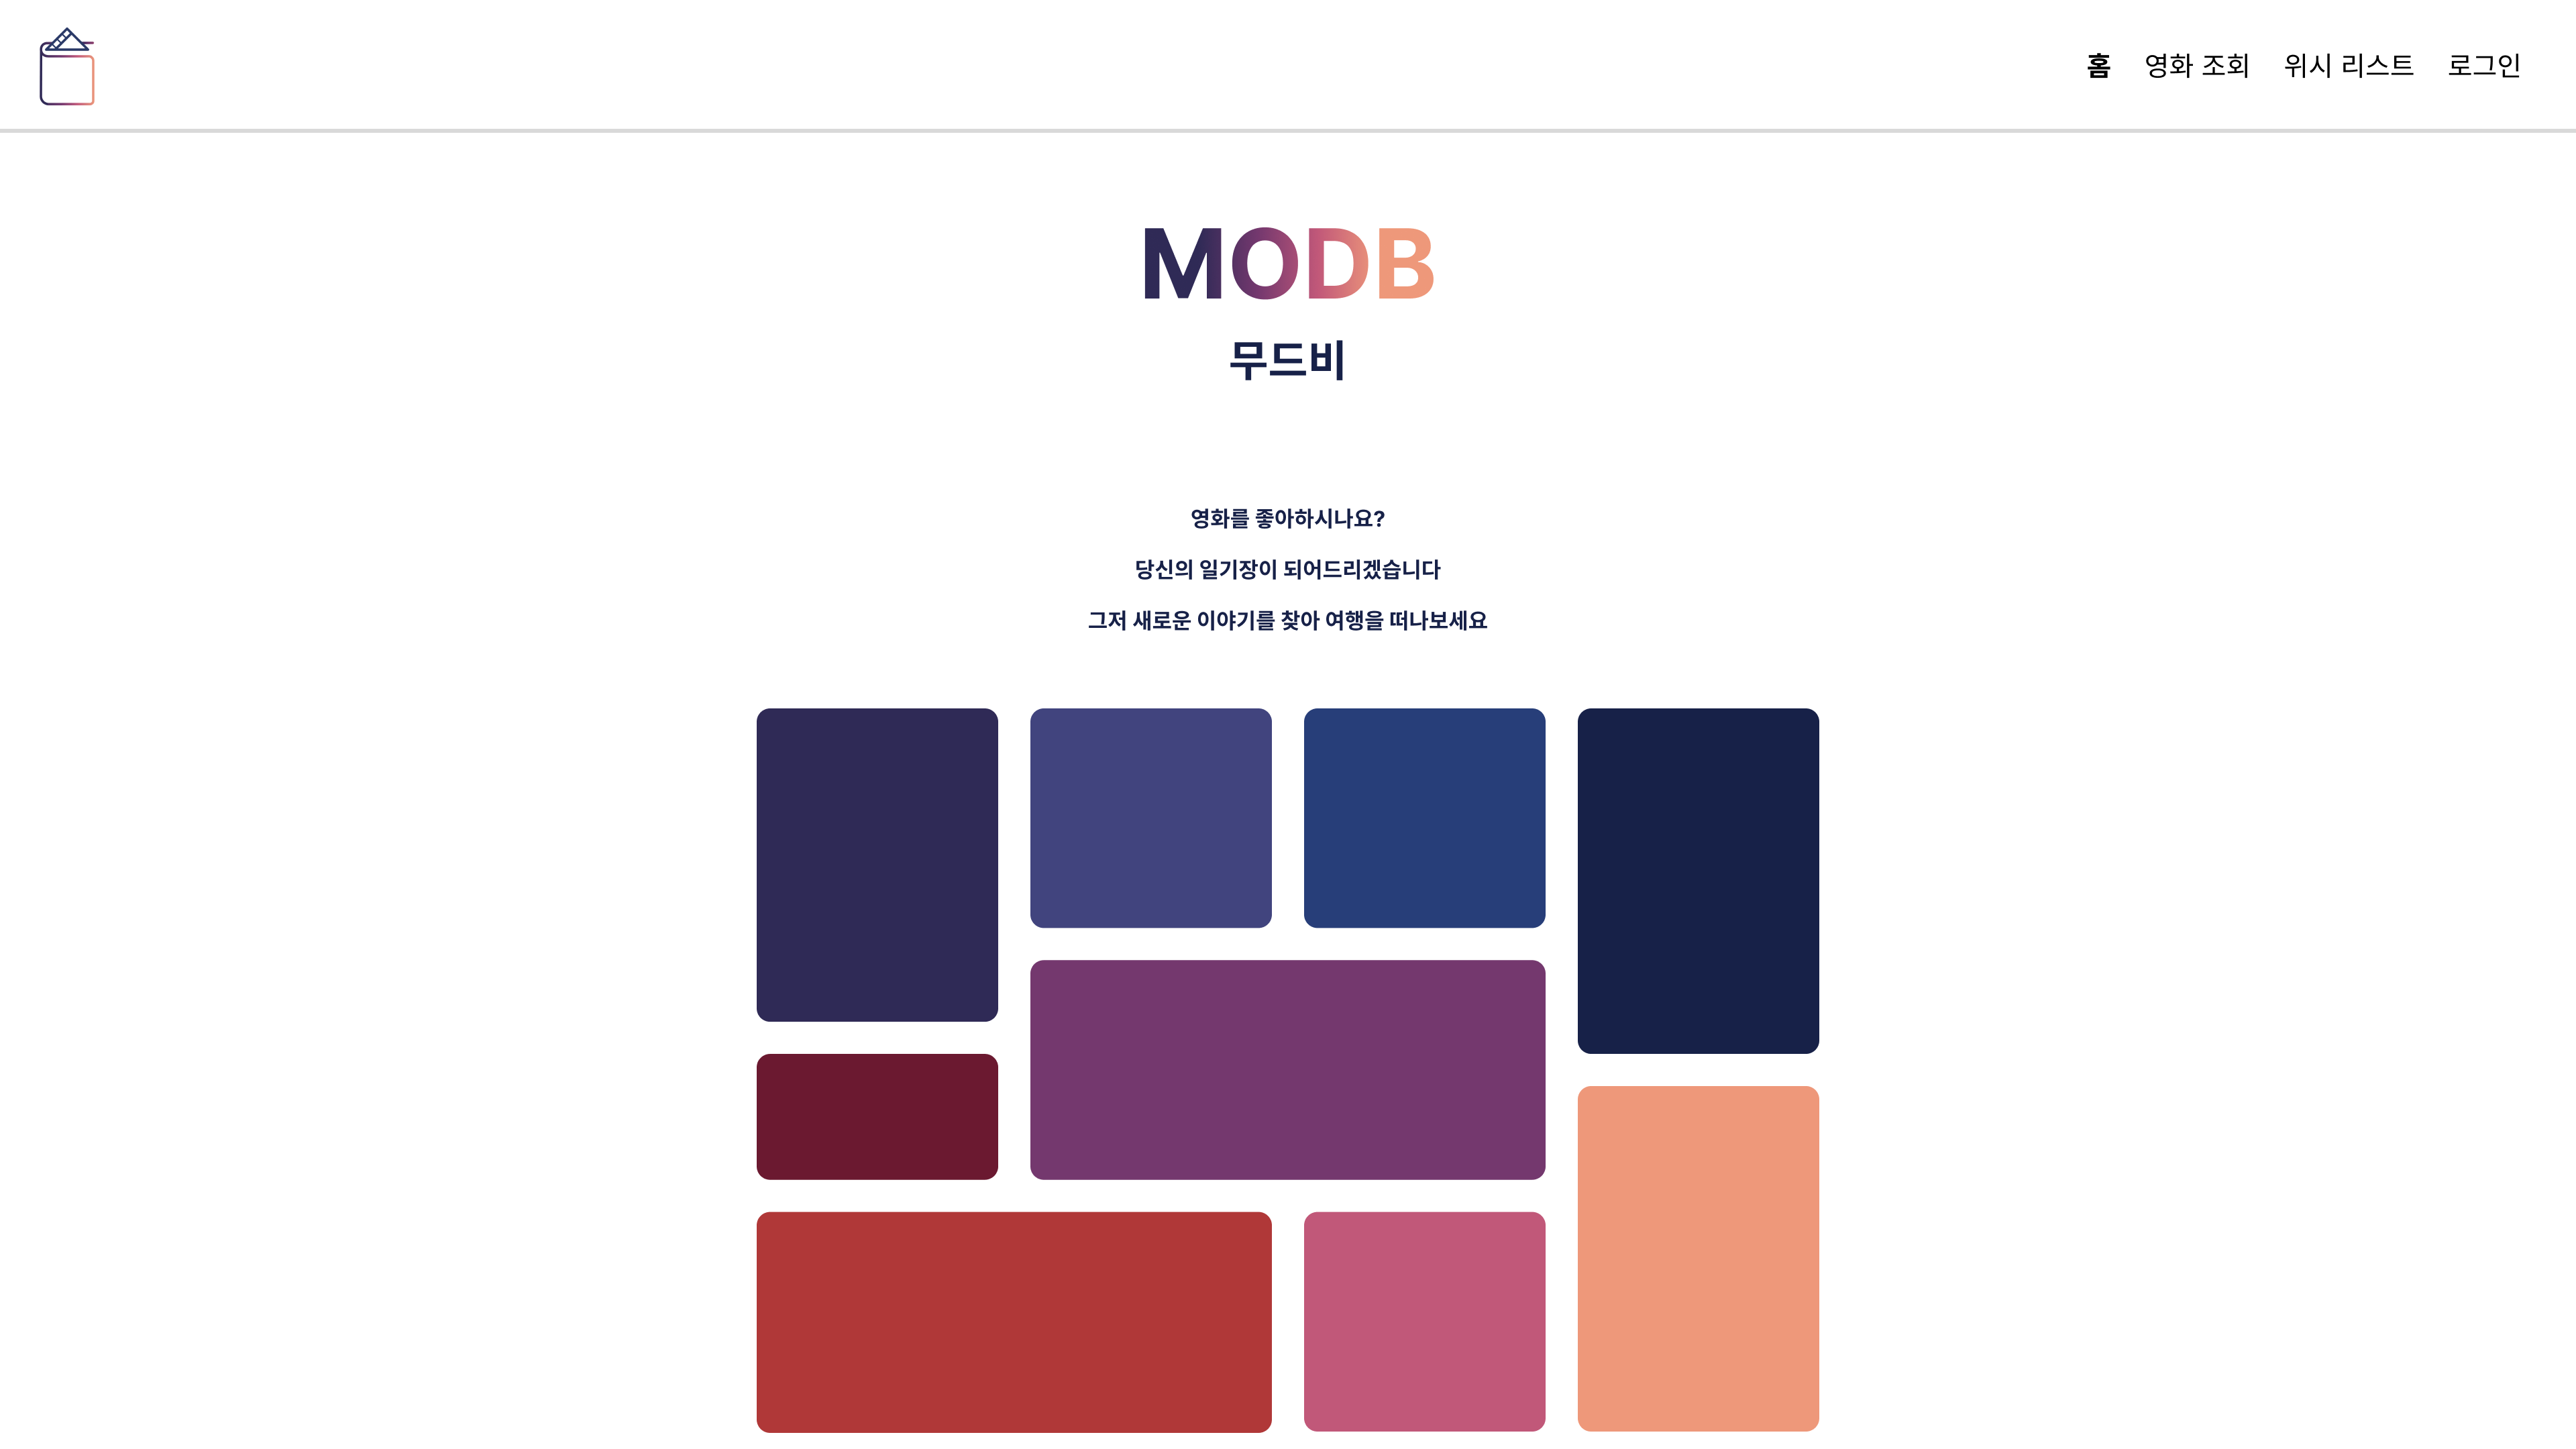 홈 영화 조회 위시 리스트 로그인
MODB
무드비
영화를 좋아하시나요?
당신의 일기장이 되어드리겠습니다
그저 새로운 이야기를 찾아 여행을 떠나보세요